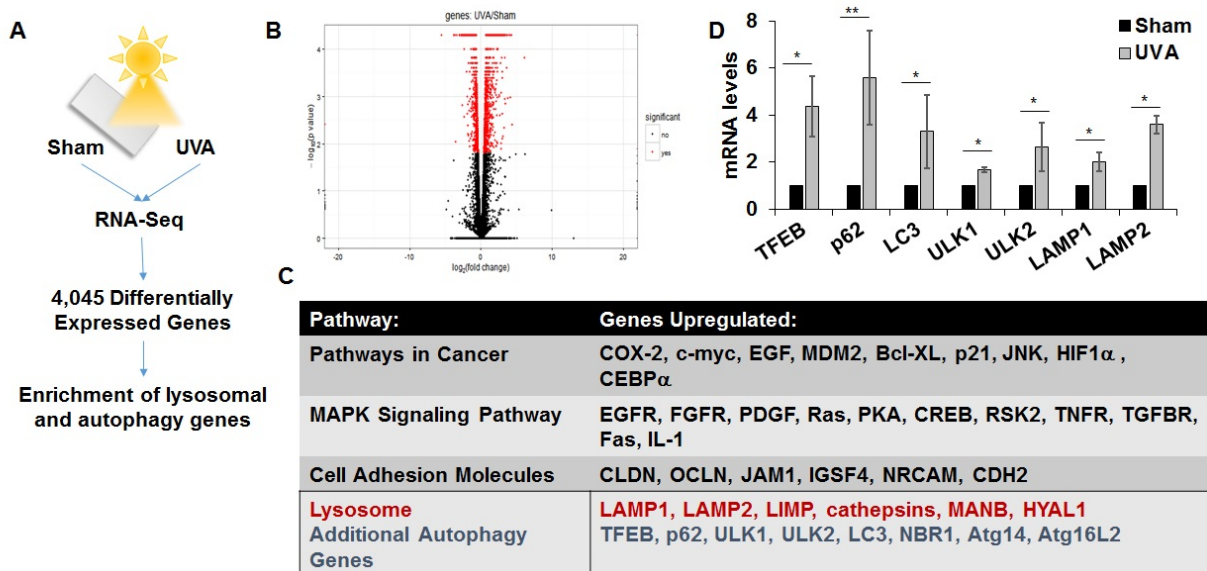 A
Sham
UVA
RNA-Seq
4,045 Differentially
Expressed Genes
Enrichment of lysosomal
and autophagy genes
B
genes: UVA/Sham
− log10(p value)
4
3
2
1
0
-20
-10
0
10
20
log2(fold change)
significant
no
yes
D
mRNA levels
8
6
4
2
0
*
**
*
*
*
*
*
Sham
UVA
TFEB
p62
LC3
ULK1
ULK2
LAMP1
LAMP2
C
Pathway: Genes Upregulated:
Pathways in Cancer COX-2, c-myc, EGF, MDM2, Bcl-XL, p21, JNK, HIF1α ,
CEBPα
MAPK Signaling Pathway EGFR, FGFR, PDGF, Ras, PKA, CREB, RSK2, TNFR, TGFBR,
Fas, IL-1
Cell Adhesion Molecules CLDN, OCLN, JAM1, IGSF4, NRCAM, CDH2
Lysosome LAMP1, LAMP2, LIMP, cathepsins, MANB, HYAL1
Additional Autophagy TFEB, p62, ULK1, ULK2, LC3, NBR1, Atg14, Atg16L2
Genes